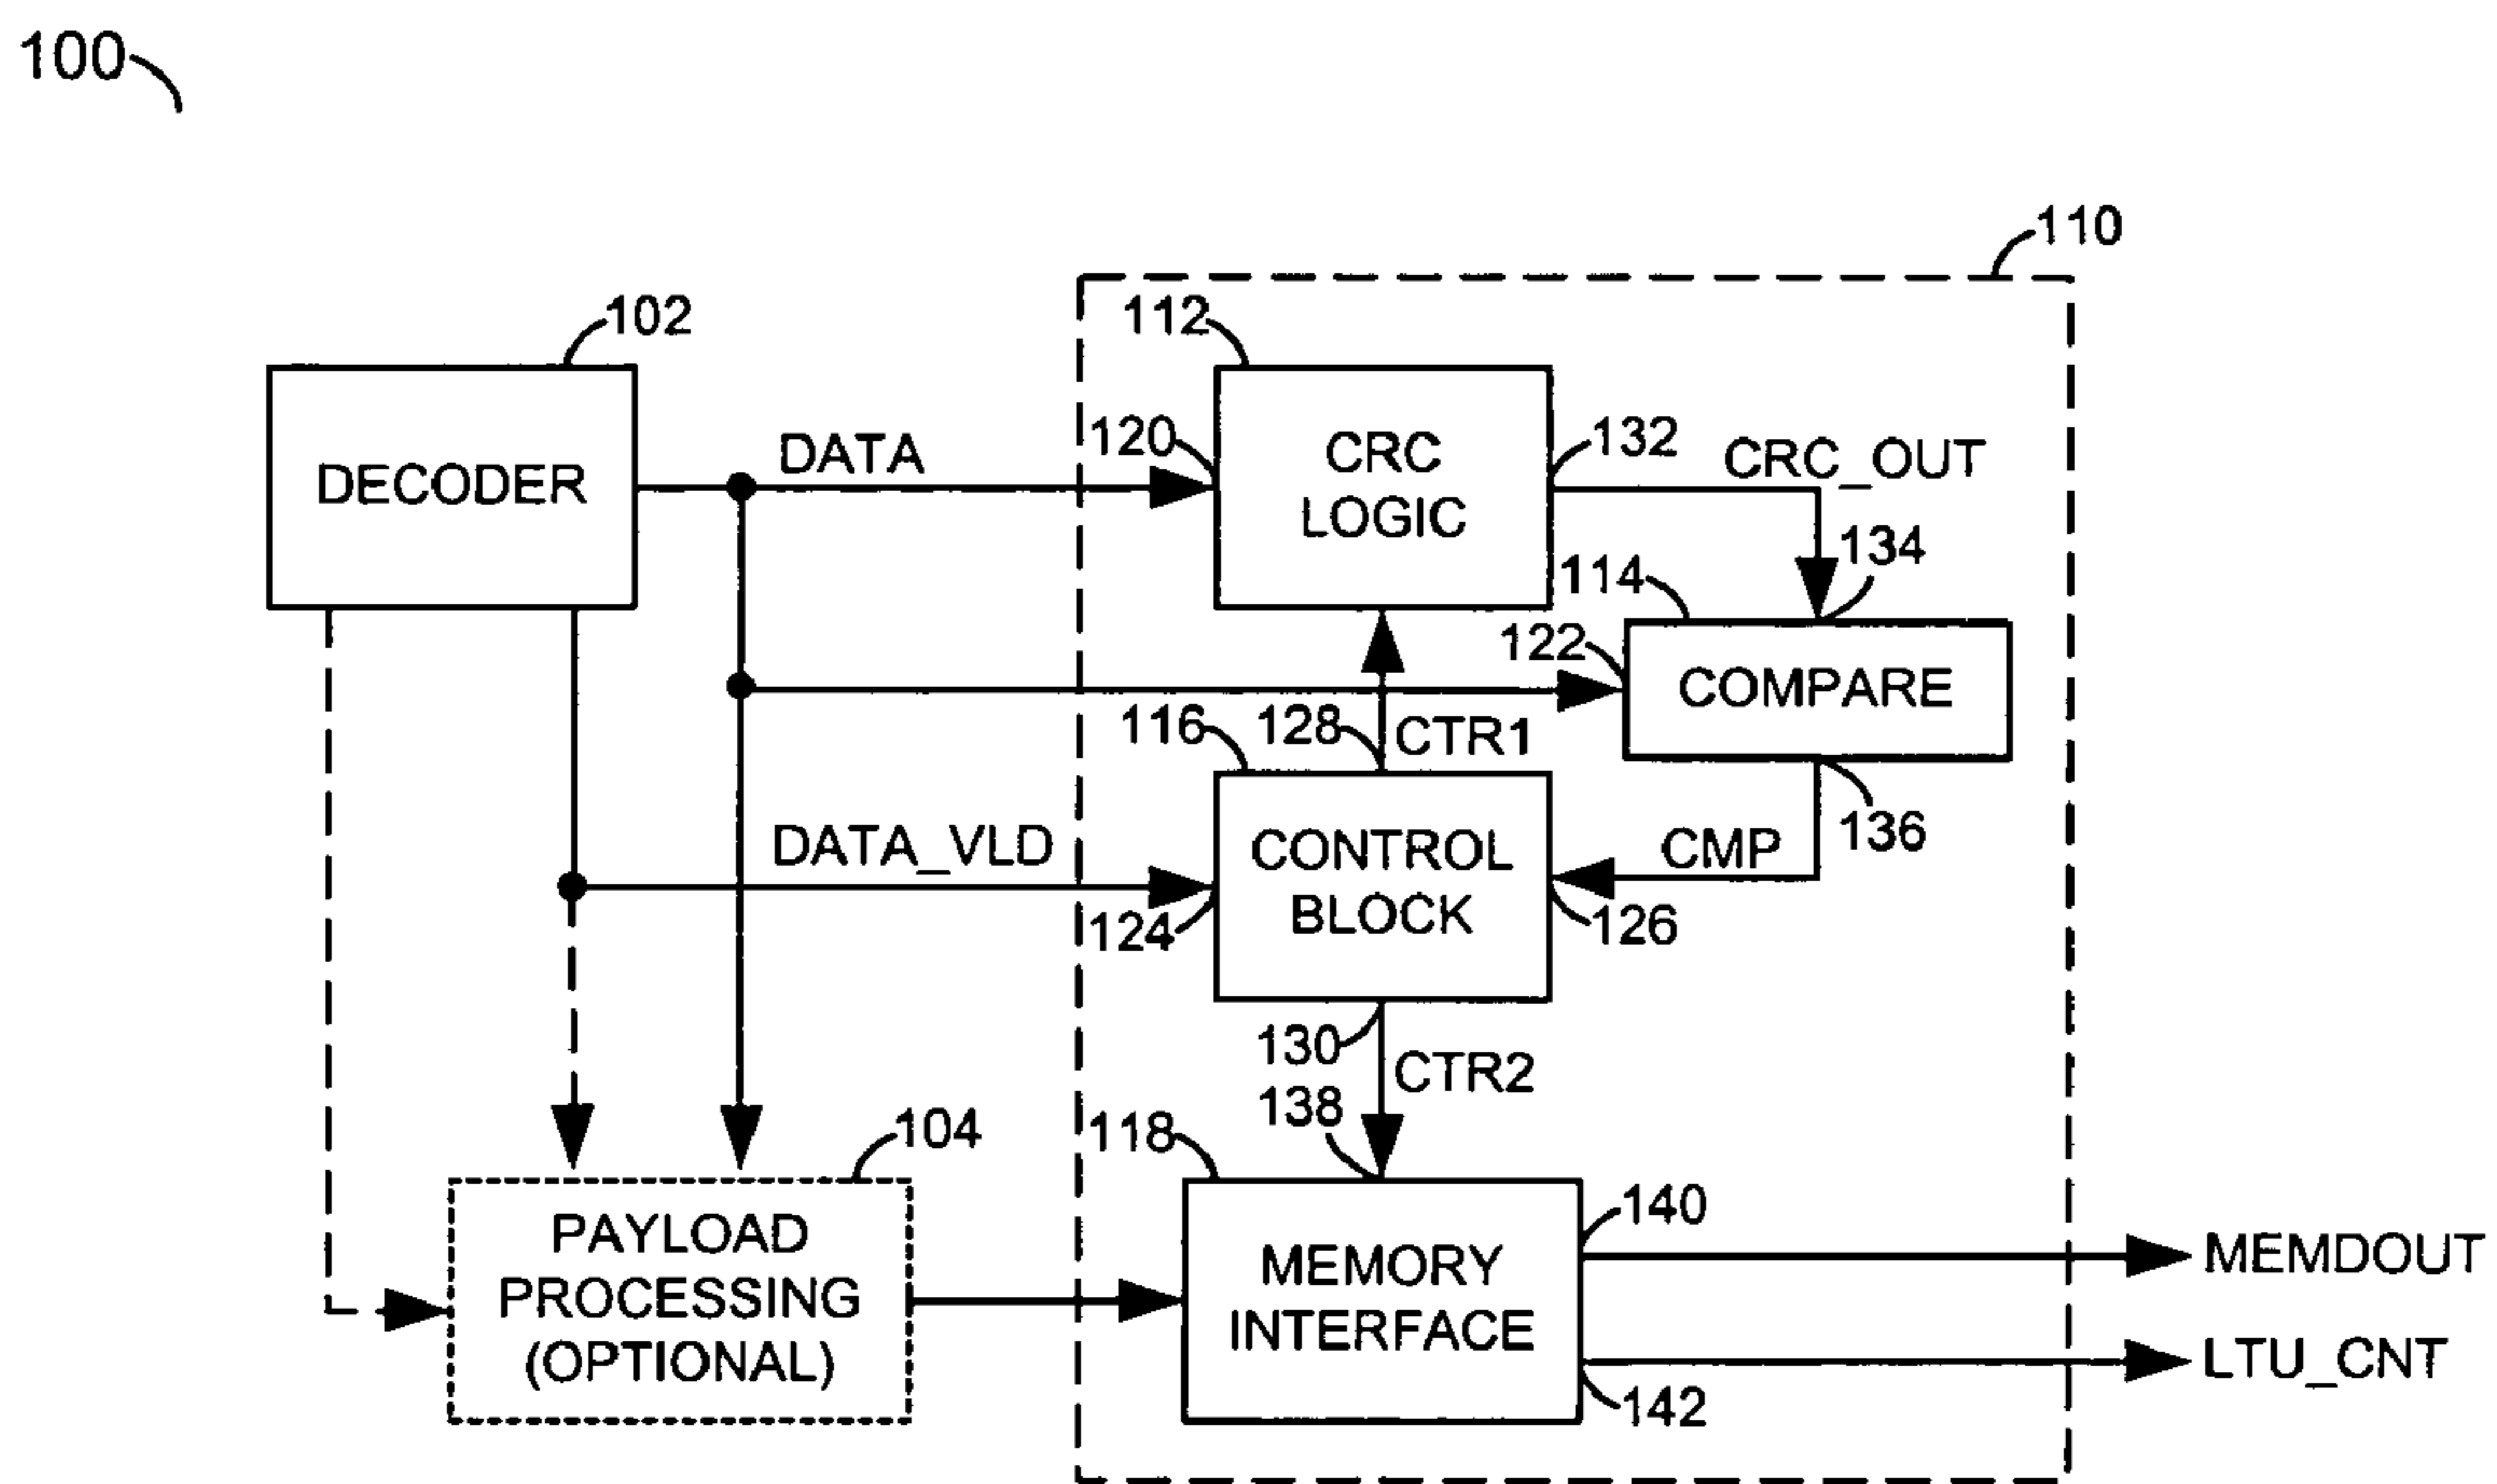 100
110
102
112
DECODER
DATA
120
CRC
LOGIC
132
CRC_OUT
134
114
122
COMPARE
116
128
CTR1
136
DATA_VLD
CONTROL
BLOCK
CMP
124
126
130
CTR2
138
104
118
140
PAYLOAD
PROCESSING
(OPTIONAL)
MEMORY
INTERFACE
MEMDOUT
LTU_CNT
142